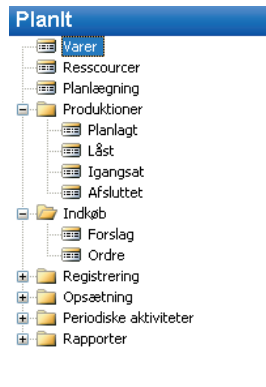 PlanIt
Varer
Resscourcer
Planlægning
Produktioner
Planlagt
Låst
Igangsat
Afsluttet
Indkøb
Forslag
Ordre
Registrering
Opsætning
Periodiske aktiviteter
Rapporter